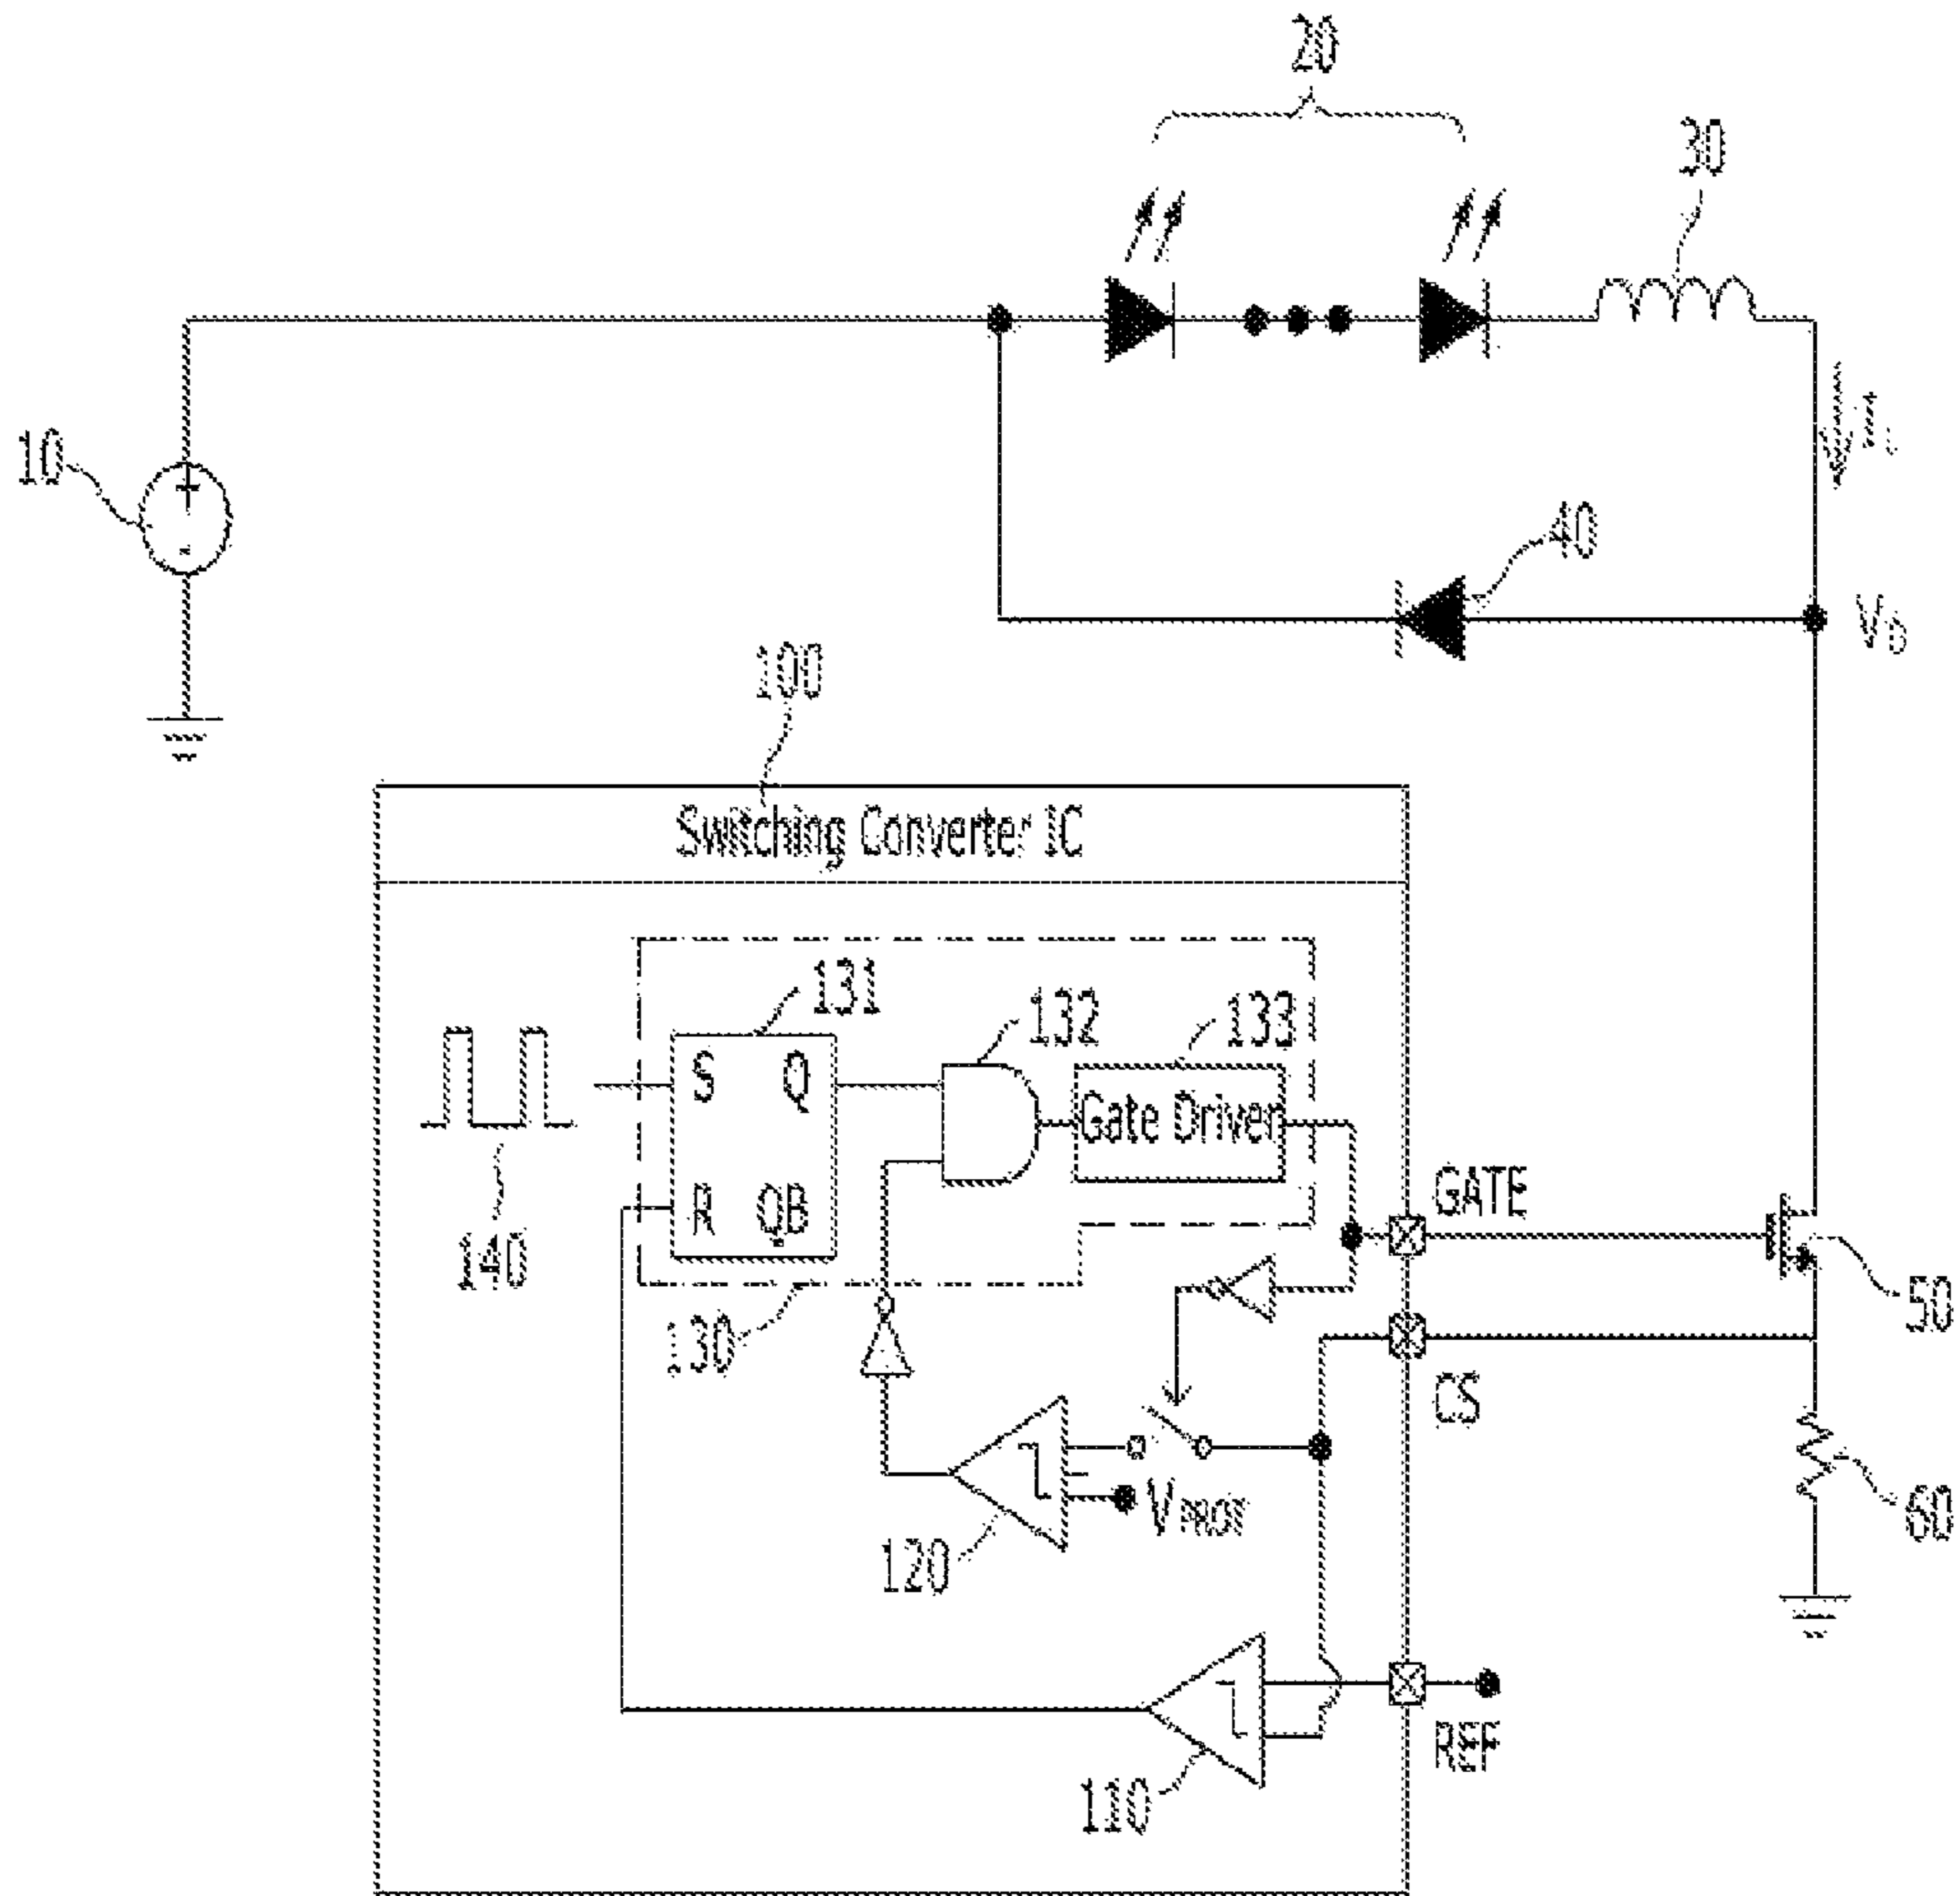 20
30
10
I_L
40
V_D
100
Switching Converter IC
131
132
133
S
Q
Gate Driver
R
QB
GATE
140
130
50
CS
V_PROT
120
60
REF
110